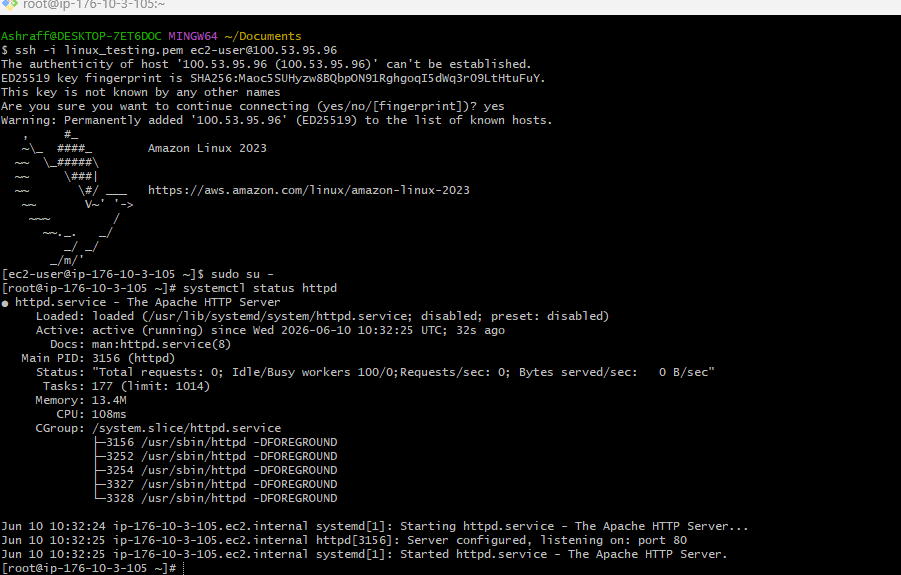 root@ip-176-10-3-105:~
Ashraff@DESKTOP-7ET6DOC MINGW64 ~/Documents
$ ssh -i linux_testing.pem ec2-user@100.53.95.96
The authenticity of host '100.53.95.96 (100.53.95.96)' can't be established.
ED25519 key fingerprint is SHA256:Maoc5SUHyzw8BQbpON91RghgoqI5dWq3rO9LtHtuFuY.
This key is not known by any other names
Are you sure you want to continue connecting (yes/no/[fingerprint])? yes
Warning: Permanently added '100.53.95.96' (ED25519) to the list of known hosts.
   ,     #_
   ~\_  ####_        Amazon Linux 2023
  ~~  \_#####\
  ~~     \###|
  ~~       \#/ ___   https://aws.amazon.com/linux/amazon-linux-2023
   ~~       V~' '->
    ~~~         /
      ~~._.   _/
         _/ _/
       _/m/'
[ec2-user@ip-176-10-3-105 ~]$ sudo su -
[root@ip-176-10-3-105 ~]# systemctl status httpd
● httpd.service - The Apache HTTP Server
     Loaded: loaded (/usr/lib/systemd/system/httpd.service; disabled; preset: disabled)
     Active: active (running) since Wed 2026-06-10 10:32:25 UTC; 32s ago
       Docs: man:httpd.service(8)
   Main PID: 3156 (httpd)
     Status: "Total requests: 0; Idle/Busy workers 100/0;Requests/sec: 0; Bytes served/sec:   0 B/sec"
      Tasks: 177 (limit: 1014)
     Memory: 13.4M
        CPU: 108ms
     CGroup: /system.slice/httpd.service
             ├─3156 /usr/sbin/httpd -DFOREGROUND
             ├─3252 /usr/sbin/httpd -DFOREGROUND
             ├─3254 /usr/sbin/httpd -DFOREGROUND
             ├─3327 /usr/sbin/httpd -DFOREGROUND
             └─3328 /usr/sbin/httpd -DFOREGROUND
Jun 10 10:32:24 ip-176-10-3-105.ec2.internal systemd[1]: Starting httpd.service - The Apache HTTP Server...
Jun 10 10:32:25 ip-176-10-3-105.ec2.internal httpd[3156]: Server configured, listening on: port 80
Jun 10 10:32:25 ip-176-10-3-105.ec2.internal systemd[1]: Started httpd.service - The Apache HTTP Server.
[root@ip-176-10-3-105 ~]#